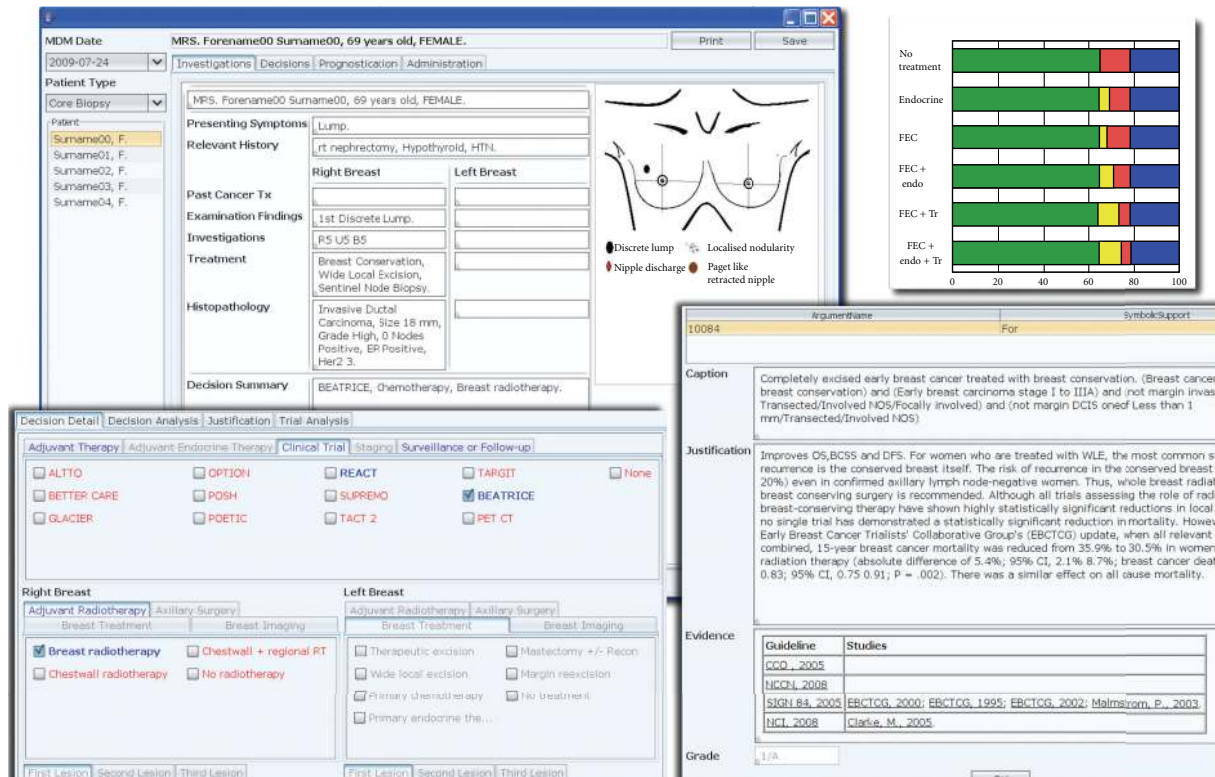 MDM Date
MRS. Forename00 Surname00, 69 years old, FEMALE.
Print
Save
2009-07-24
Investigations Decisions Prognostication Administration
Patient Type
Core Biopsy
Patient
Surname00, F.
Surname01, F.
Surname02, F.
Surname03, F.
Surname04, F.
MRS. Forename00 Surname00, 69 years old, FEMALE.
Presenting Symptoms
Lump.
Relevant History
rt nephrectomy, Hypothyroid, HTN.
Right Breast
Left Breast
Past Cancer Tx
Examination Findings
1st Discrete Lump.
Investigations
R5 U5 B5
Treatment
Breast Conservation,
Wide Local Excision,
Sentinel Node Biopsy.
Histopathology
Invasive Ductal
Carcinoma, Size 18 mm,
Grade High, 0 Nodes
Positive, ER Positive,
Her2 3.
Decision Summary
BEATRICE, Chemotherapy, Breast radiotherapy.
Discrete lump
Localised nodularity
Nipple discharge
Paget like
retracted nipple
No
treatment
Endocrine
FEC
FEC +
endo
FEC + Tr
FEC +
endo + Tr
0 20 40 60 80 100
Decision Detail Decision Analysis Justification Trial Analysis
Adjuvant Therapy Adjuvant Endocrine Therapy Clinical Trial Staging Surveillance or Follow-up
ALTTO OPTION REACT TARGIT None
BETTER CARE POSH SUPREMO BEATRICE
GLACIER POETIC TACT 2 PET CT
Right Breast
Left Breast
Adjuvant Radiotherapy Axillary Surgery
Breast Treatment Breast Imaging
Breast radiotherapy Chestwall + regional RT
Chestwall radiotherapy No radiotherapy
Adjuvant Radiotherapy Axillary Surgery
Breast Treatment Breast Imaging
Therapeutic excision Mastectomy +/- Recon
Wide local excision Margin reexcision
Primary chemotherapy No treatment
Primary endocrine the...
First Lesion Second Lesion Third Lesion
First Lesion Second Lesion Third Lesion
ArgumentName SymbolicSupport
10084 For
Caption
Completely excised early breast cancer treated with breast conservation. (Breast cancer
breast conservation) and (Early breast carcinoma stage I to IIIA) and (not margin invas
Transected/Involved NOS/Focally involved) and (not margin DCIS oneof Less than 1
mm/Transected/Involved NOS)
Justification
Improves OS,BCSS and DFS. For women who are treated with WLE, the most common s
recurrence is the conserved breast itself. The risk of recurrence in the conserved breast
20%) even in confirmed axillary lymph node-negative women. Thus, whole breast radial
breast conserving surgery is recommended. Although all trials assessing the role of radi
breast-conserving therapy have shown highly statistically significant reductions in local
no single trial has demonstrated a statistically significant reduction in mortality. Howev
Early Breast Cancer Trialists' Collaborative Group's (EBCTCG) update, when all relevant
combined, 15-year breast cancer mortality was reduced from 35.9% to 30.5% in women
radiation therapy (absolute difference of 5.4%; 95% CI, 2.1% 8.7%; breast cancer deat
0.83; 95% CI, 0.75 0.91; P = .002). There was a similar effect on all cause mortality.
Evidence
Guideline Studies
CCO , 2005
NCCN, 2008
SIGN 84, 2005 EBCTCG, 2000; EBCTCG, 1995; EBCTCG, 2002; Malmstrom, P., 2003.
NCI, 2008 Clarke, M., 2005.
Grade
1/A